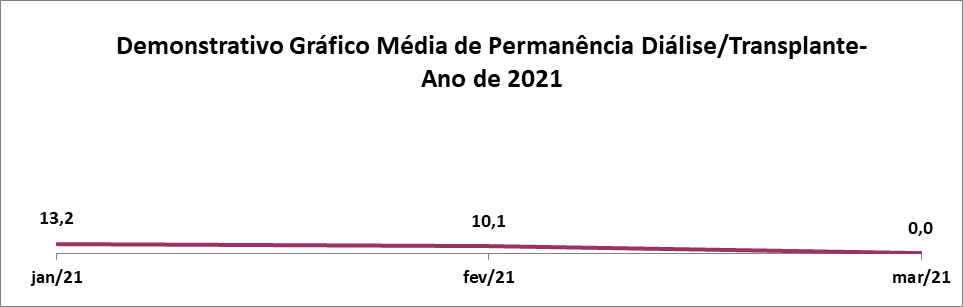 Demonstrativo Gráfico Média de Permanência Diálise/Transplante-
Ano de 2021
13,2
10,1
0,0
jan/21
fev/21
mar/21